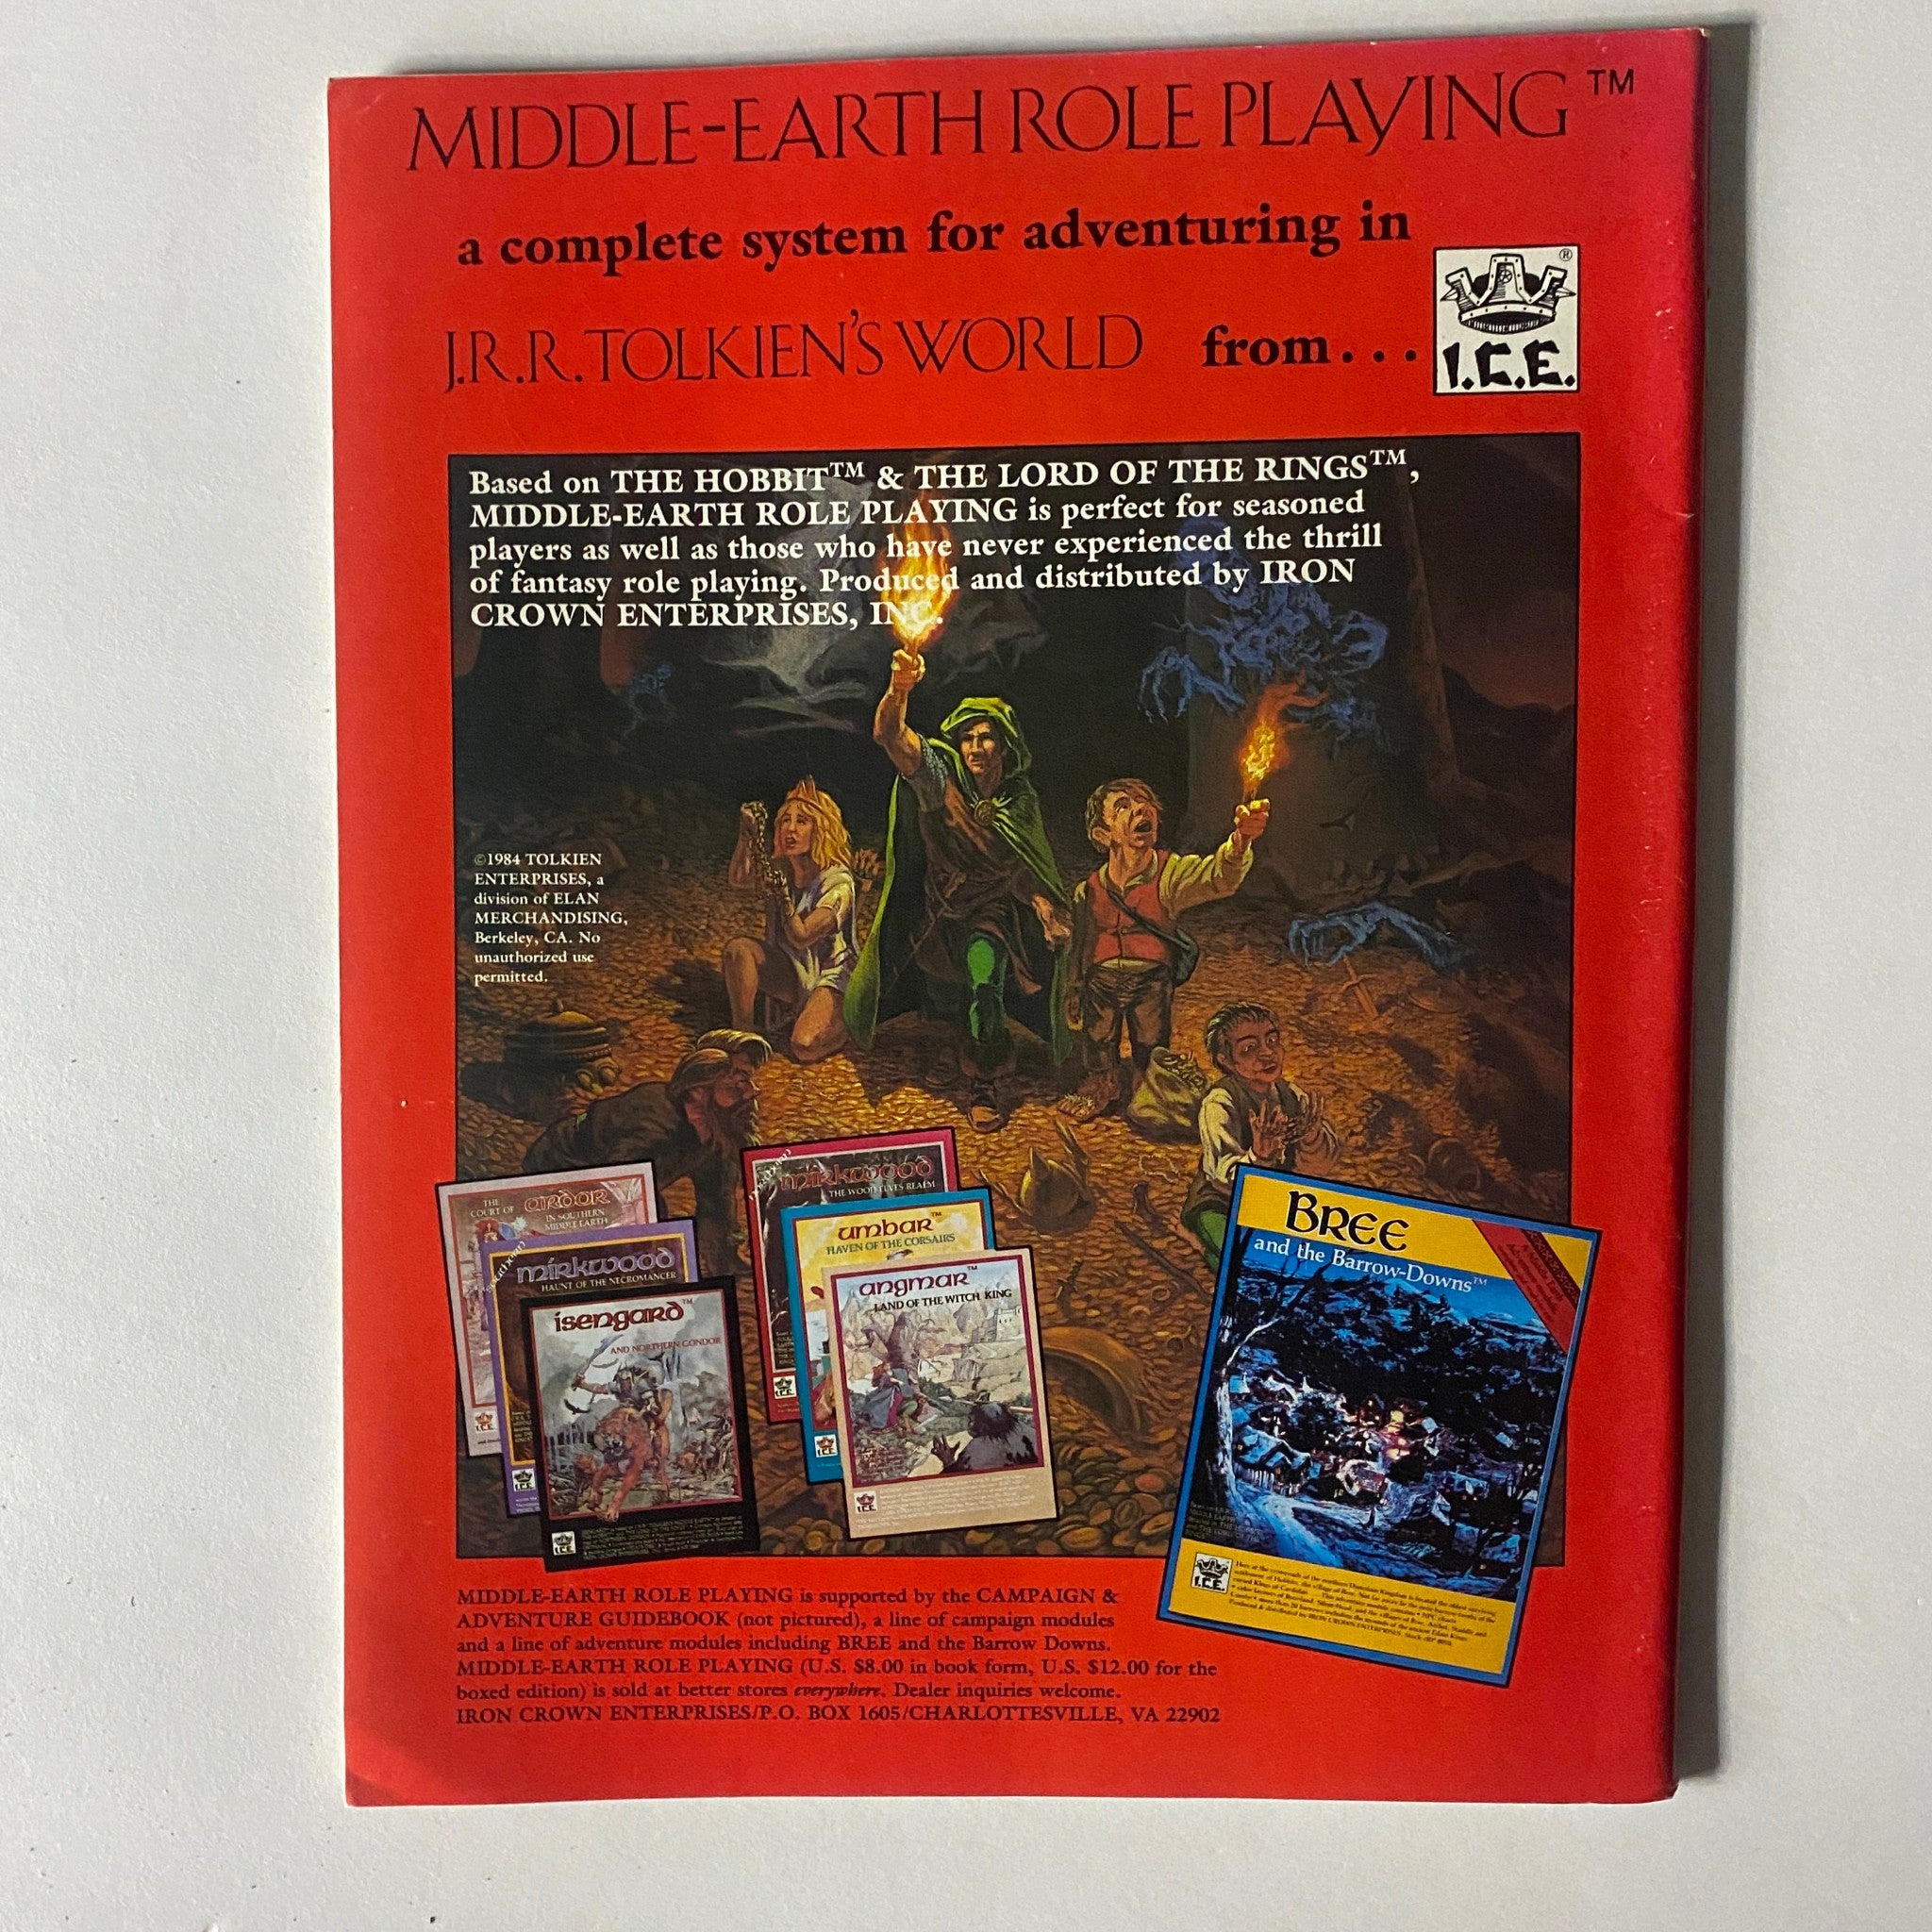 MIDDLE-EARTH ROLE PLAYING™
a complete system for adventuring in
J.R.R. TOLKIEN'S WORLD from...
®
I.C.E.
Based on THE HOBBIT™ & THE LORD OF THE RINGS™,
MIDDLE-EARTH ROLE PLAYING is perfect for seasoned
players as well as those who have never experienced the thrill
of fantasy role playing. Produced and distributed by IRON
CROWN ENTERPRISES, INC.
©1984 TOLKIEN
ENTERPRISES, a
division of ELAN
MERCHANDISING,
Berkeley, CA. No
unauthorized use
permitted.
THE
COURT OF ARDOR
IN SOUTHERN
MIDDLE EARTH
I.C.E.
southern
mirkwood
HAUNT OF THE NECROMANCER
I.C.E.
isengard™
AND NORTHERN GONDOR
I.C.E.
mirkwood
THE WOOD ELVES REALM
I.C.E.
umbar™
HAVEN OF THE CORSAIRS
I.C.E.
angmar™
LAND OF THE WITCH KING
I.C.E.
BREE
and the Barrow-Downs™
I.C.E.
MIDDLE-EARTH ROLE PLAYING is supported by the CAMPAIGN &
ADVENTURE GUIDEBOOK (not pictured), a line of campaign modules
and a line of adventure modules including BREE and the Barrow Downs.
MIDDLE-EARTH ROLE PLAYING (U.S. $8.00 in book form, U.S. $12.00 for the
boxed edition) is sold at better stores everywhere. Dealer inquiries welcome.
IRON CROWN ENTERPRISES/P.O. BOX 1605/CHARLOTTESVILLE, VA 22902